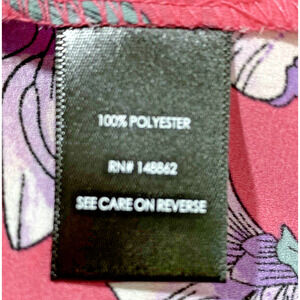 100% POLYESTER
RN# 148862
SEE CARE ON REVERSE